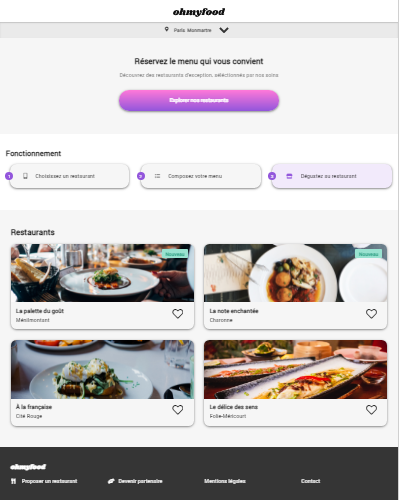 ohmyfood
Paris Montmartre
Réservez le menu qui vous convient
Découvrez des restaurants d'exception, sélectionnés par nos soins
Explorer nos restaurants
Fonctionnement
1 Choisissez un restaurant
2 Composez votre menu
3 Dégustez au restaurant
Restaurants
Nouveau
Nouveau
La palette du goût
Ménilmontant
La note enchantée
Charonne
À la française
Cité Rouge
Le délice des sens
Folie-Méricourt
ohmyfood
Proposer un restaurant
Devenir partenaire
Mentions légales
Contact